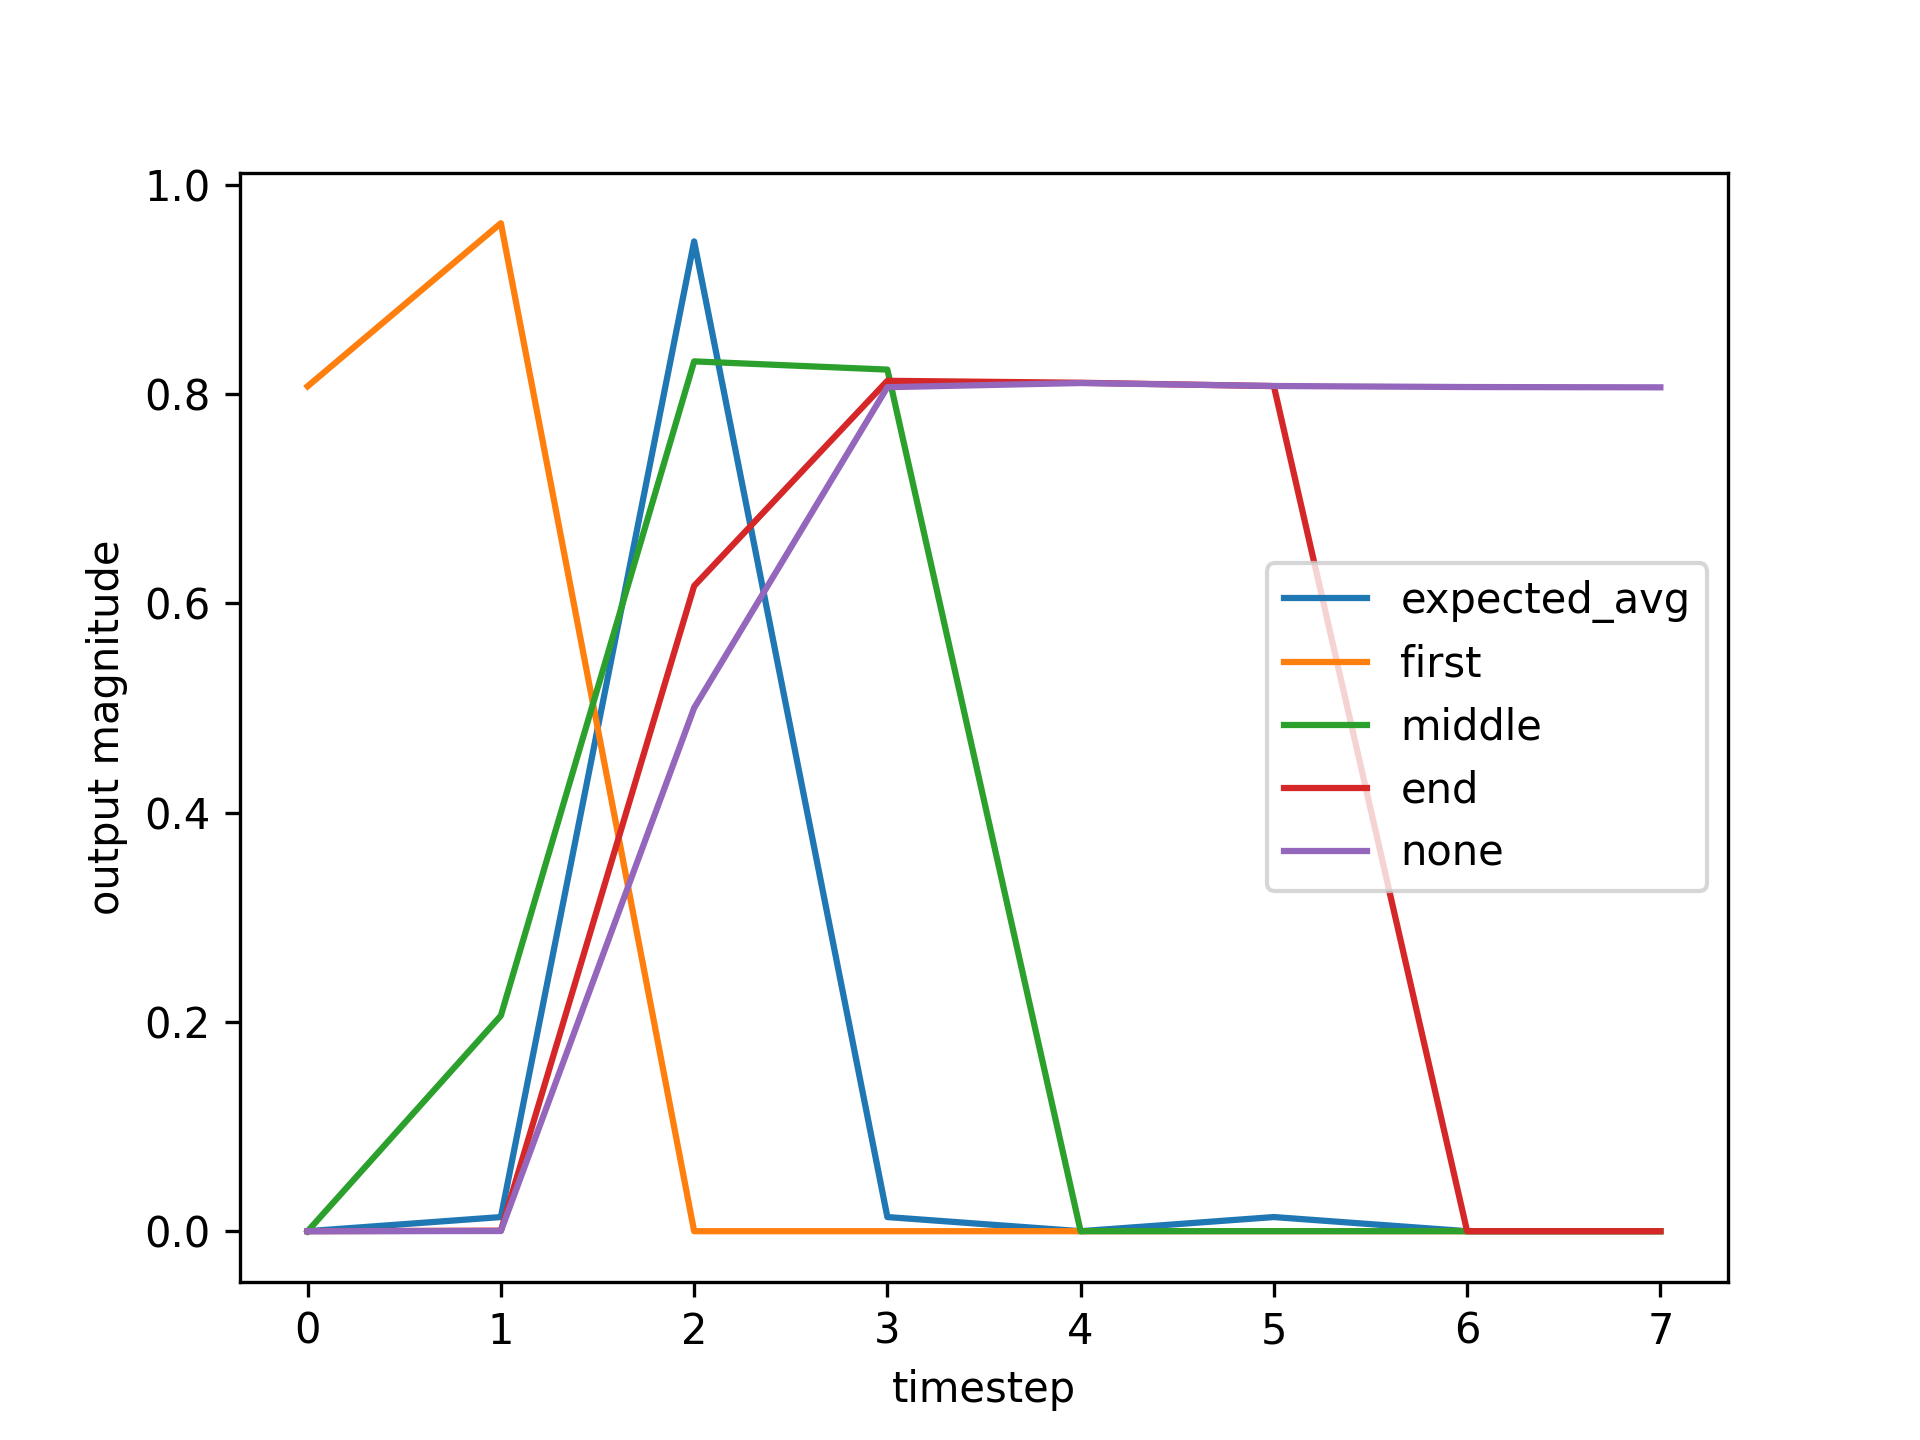 1.0
0.8
0.6
0.4
0.2
0.0
output magnitude
expected_avg
first
middle
end
none
0 1 2 3 4 5 6 7
timestep